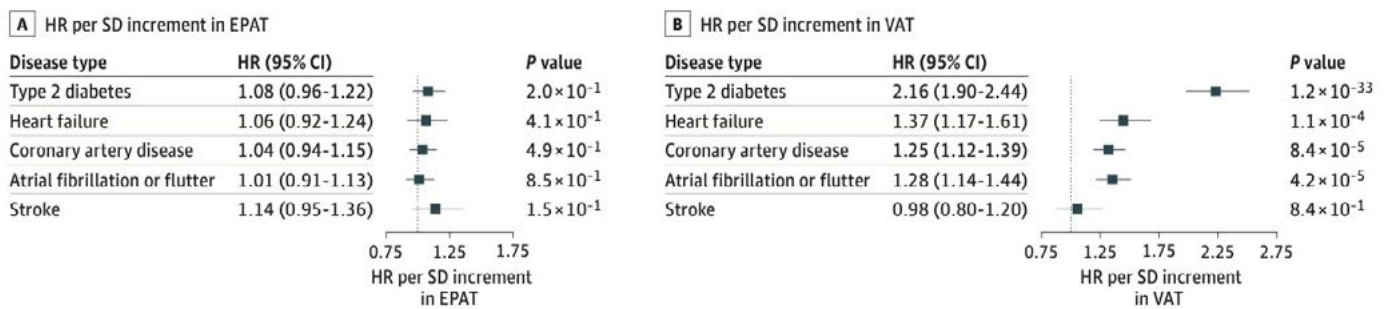 A HR per SD increment in EPAT
Disease type HR (95% CI) P value
Type 2 diabetes 1.08 (0.96-1.22) 2.0×10⁻¹
Heart failure 1.06 (0.92-1.24) 4.1×10⁻¹
Coronary artery disease 1.04 (0.94-1.15) 4.9×10⁻¹
Atrial fibrillation or flutter 1.01 (0.91-1.13) 8.5×10⁻¹
Stroke 1.14 (0.95-1.36) 1.5×10⁻¹
0.75 1.25 1.75
HR per SD increment
in EPAT
B HR per SD increment in VAT
Disease type HR (95% CI) P value
Type 2 diabetes 2.16 (1.90-2.44) 1.2×10⁻³³
Heart failure 1.37 (1.17-1.61) 1.1×10⁻⁴
Coronary artery disease 1.25 (1.12-1.39) 8.4×10⁻⁵
Atrial fibrillation or flutter 1.28 (1.14-1.44) 4.2×10⁻⁵
Stroke 0.98 (0.80-1.20) 8.4×10⁻¹
0.75 1.25 1.75 2.25 2.75
HR per SD increment
in VAT